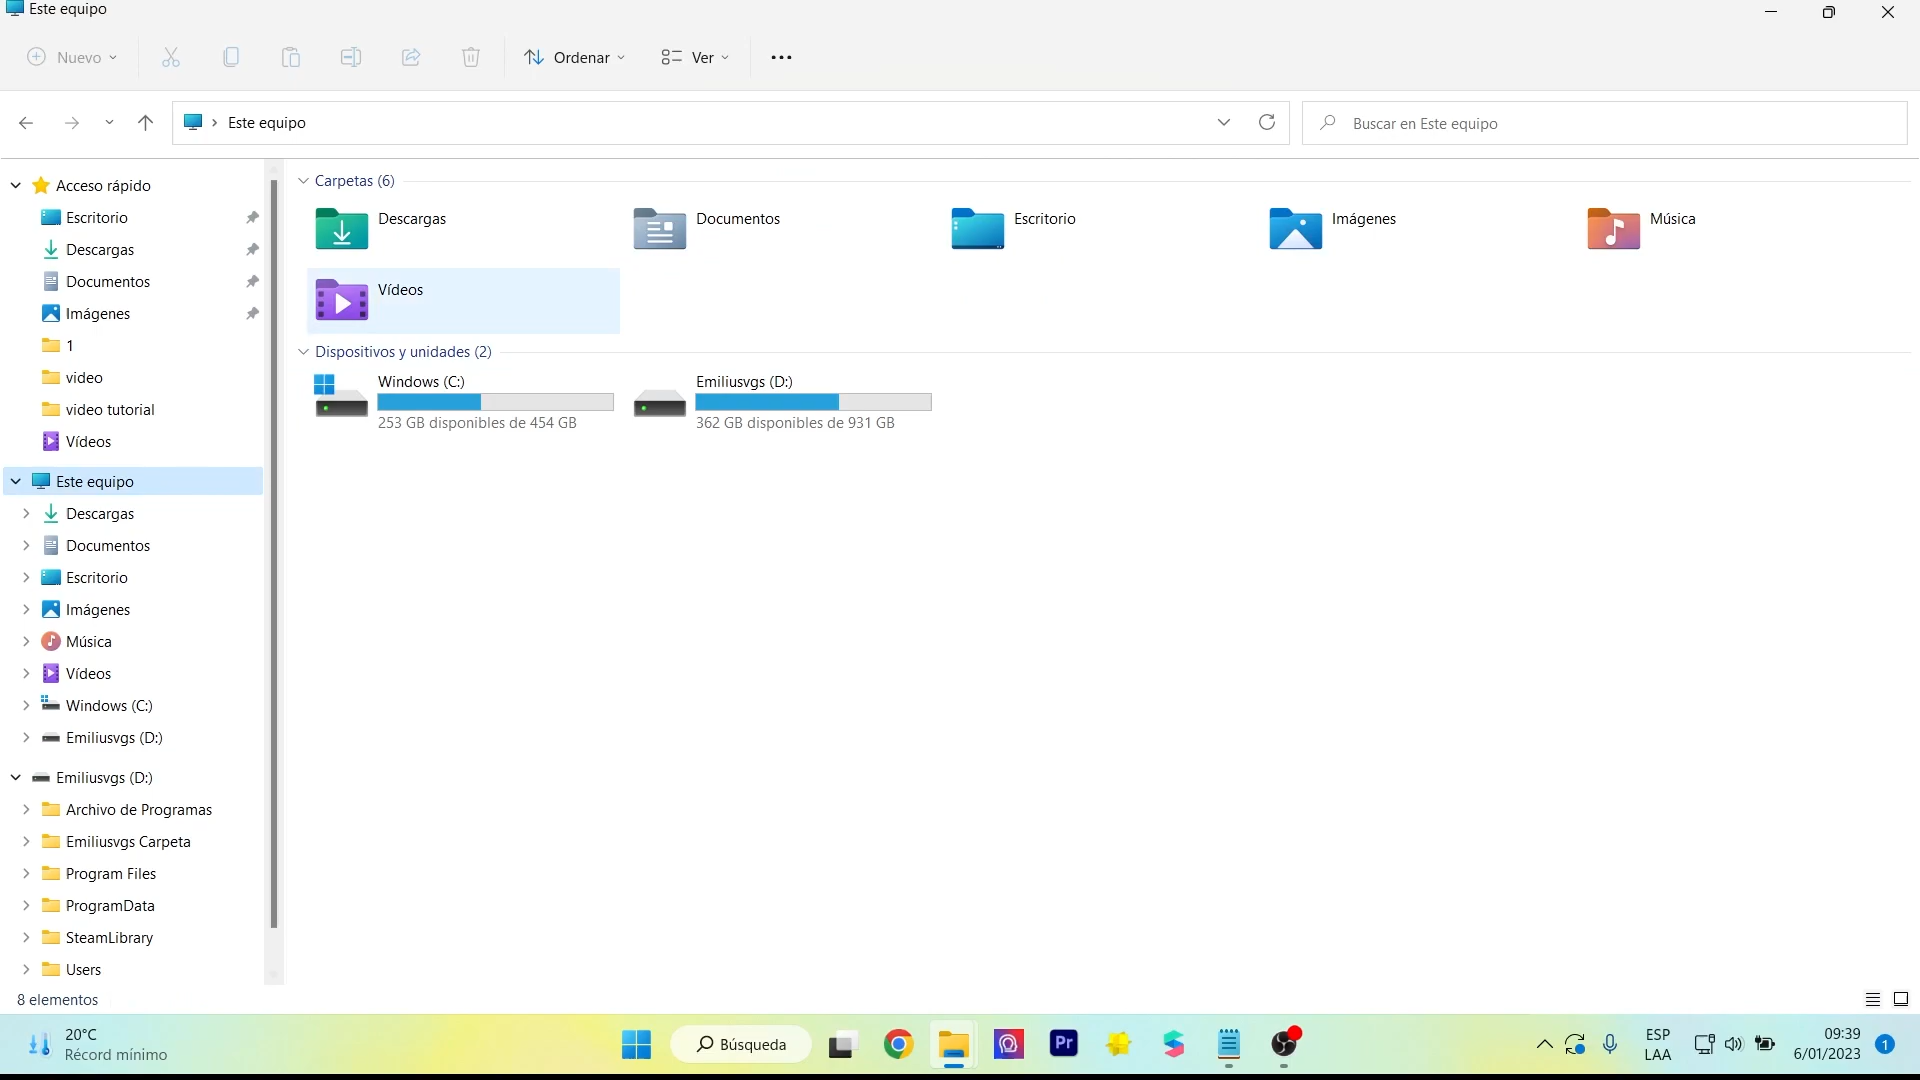 Este equipo
Nuevo
Ordenar
Ver
Este equipo
Buscar en Este equipo
Acceso rápido
Escritorio
Descargas
Documentos
Imágenes
1
video
video tutorial
Vídeos
Este equipo
Descargas
Documentos
Escritorio
Imágenes
Música
Vídeos
Windows (C:)
Emiliusvgs (D:)
Emiliusvgs (D:)
Archivo de Programas
Emiliusvgs Carpeta
Program Files
ProgramData
SteamLibrary
Users
Carpetas (6)
Descargas
Documentos
Escritorio
Imágenes
Música
Vídeos
Dispositivos y unidades (2)
Windows (C:)
253 GB disponibles de 454 GB
Emiliusvgs (D:)
362 GB disponibles de 931 GB
8 elementos
20°C
Récord mínimo
Búsqueda
Pr
ESP
LAA
09:39
6/01/2023
1